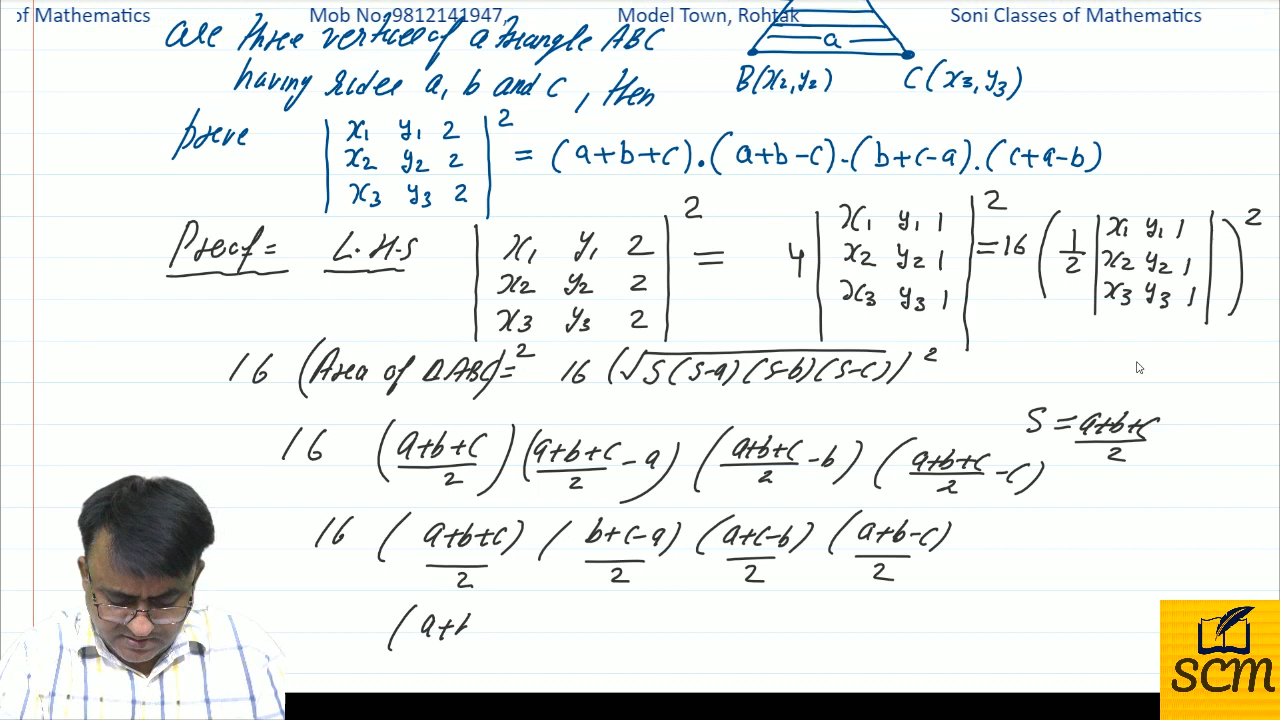 of Mathematics Mob No. 9812141947, Model Town, Rohtak Soni Classes of Mathematics
are three vertices of a triangle ABC
having sides a, b and c, then
a
B(x₂,y₂) C(x₃,y₃)
prove | x₁ y₁ 2 ; x₂ y₂ 2 ; x₃ y₃ 2 |² = (a+b+c).(a+b-c).(b+c-a).(c+a-b)
Proof= L.H.S | x₁ y₁ 2 ; x₂ y₂ 2 ; x₃ y₃ 2 |² = 4 | x₁ y₁ 1 ; x₂ y₂ 1 ; x₃ y₃ 1 |² = 16 ( 1/2 | x₁ y₁ 1 ; x₂ y₂ 1 ; x₃ y₃ 1 | )²
16 (Area of ΔABC)² = 16 (√S(S-a)(S-b)(S-c))²
S = (a+b+c)/2
16 ((a+b+c)/2) ((a+b+c)/2 - a) ((a+b+c)/2 - b) ((a+b+c)/2 - c)
16 (a+b+c)/2 (b+c-a)/2 (a+c-b)/2 (a+b-c)/2
(a+
SCM